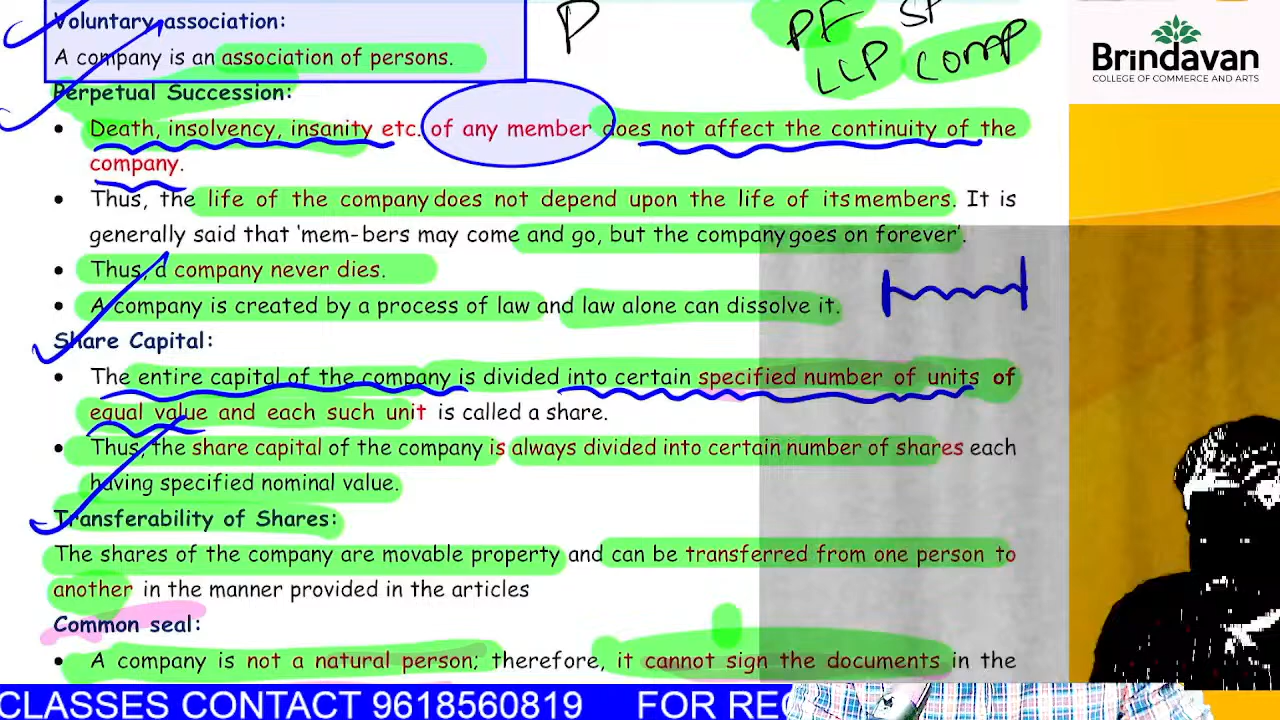 Voluntary association:
A company is an association of persons.
P
PF SF
LLP comp
Brindavan
COLLEGE OF COMMERCE AND ARTS
Perpetual Succession:
• Death, insolvency, insanity etc. of any member does not affect the continuity of the
company.
• Thus, the life of the company does not depend upon the life of its members. It is
generally said that ‘mem-bers may come and go, but the company goes on forever’.
• Thus, a company never dies.
• A company is created by a process of law and law alone can dissolve it.
Share Capital:
• The entire capital of the company is divided into certain specified number of units of
equal value and each such unit is called a share.
• Thus, the share capital of the company is always divided into certain number of shares each
having specified nominal value.
Transferability of Shares:
The shares of the company are movable property and can be transferred from one person to
another in the manner provided in the articles
Common seal:
• A company is not a natural person; therefore, it cannot sign the documents in the
CLASSES CONTACT 9618560819 FOR REC